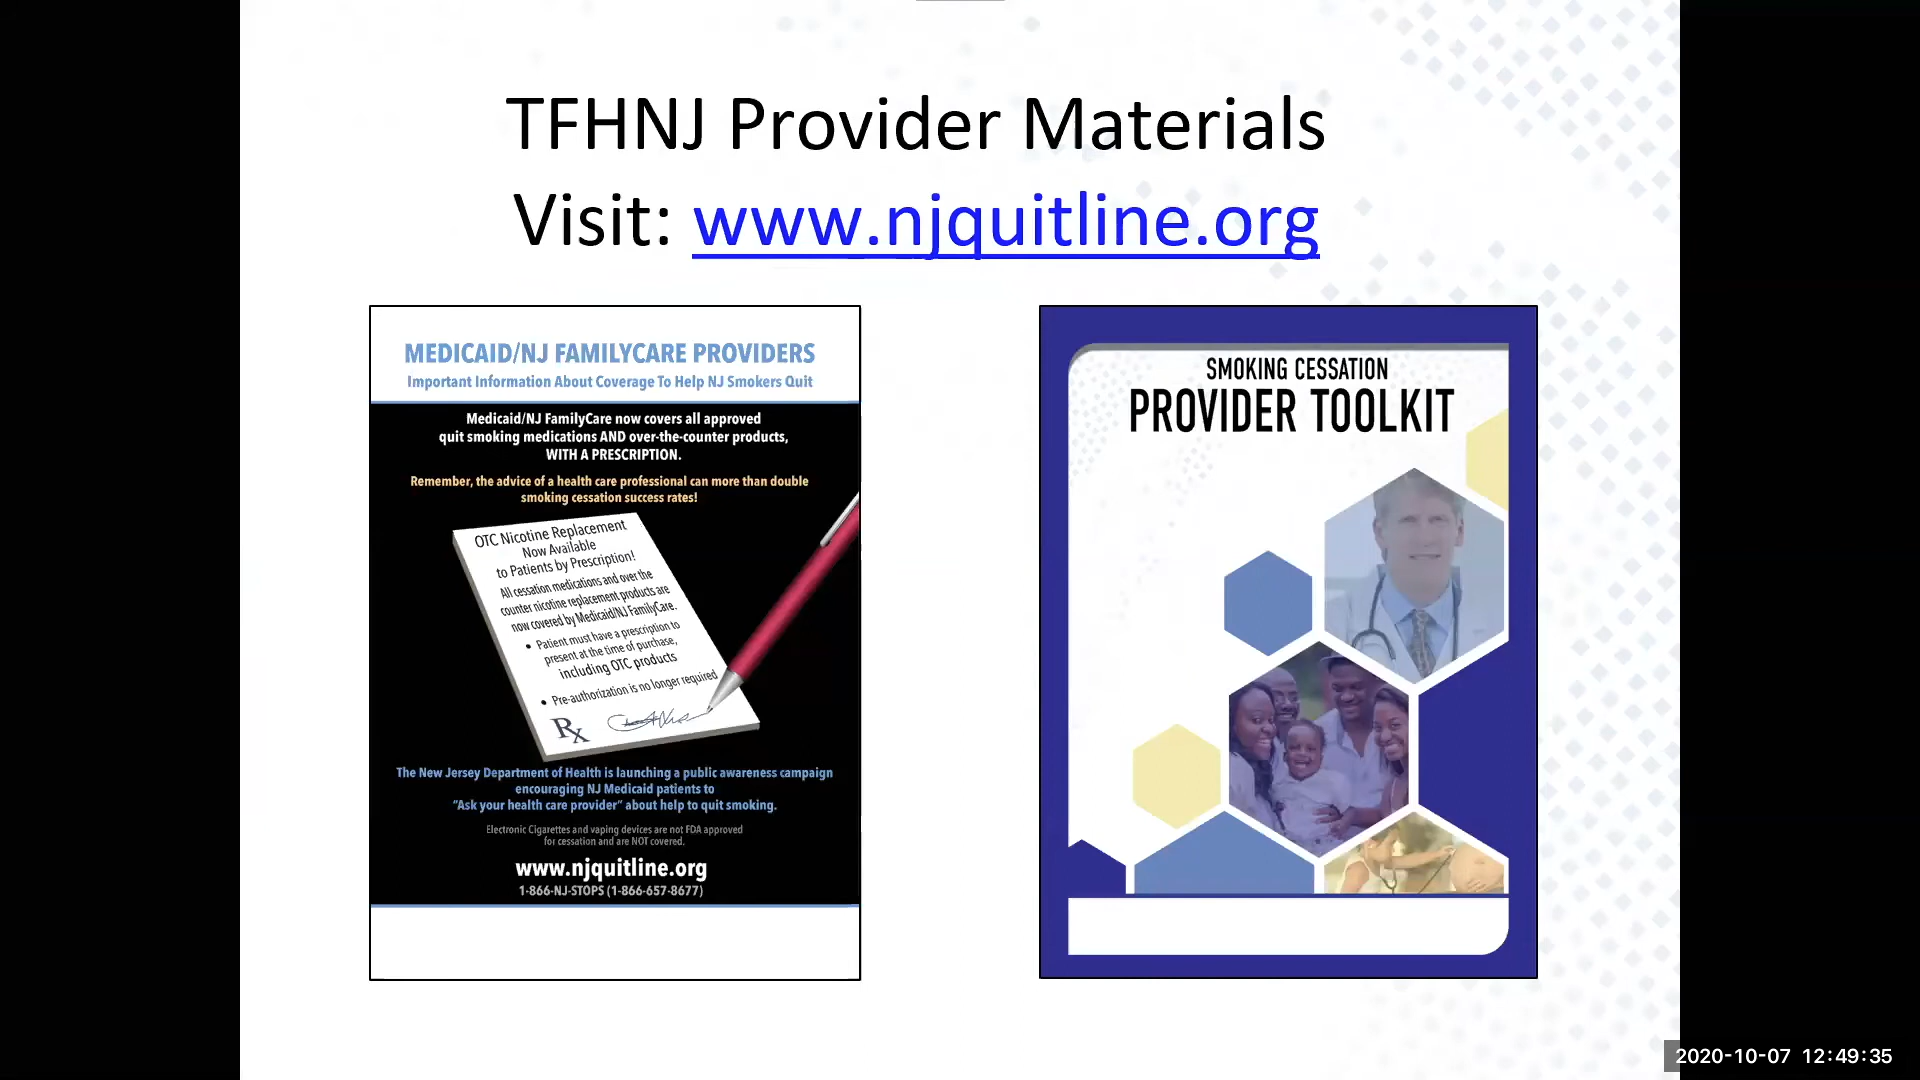 TFHNJ Provider Materials
Visit: www.njquitline.org
MEDICAID/NJ FAMILYCARE PROVIDERS
Important Information About Coverage To Help NJ Smokers Quit
Medicaid/NJ FamilyCare now covers all approved
quit smoking medications AND over-the-counter products,
WITH A PRESCRIPTION.
Remember, the advice of a health care professional can more than double
smoking cessation success rates!
OTC Nicotine Replacement
Now Available
to Patients by Prescription!
All cessation medications and over the
counter nicotine replacement products are
now covered by Medicaid/NJ FamilyCare.
• Patient must have a prescription to
present at the time of purchase,
including OTC products
• Pre-authorization is no longer required
Rx
The New Jersey Department of Health is launching a public awareness campaign
encouraging NJ Medicaid patients to
"Ask your health care provider" about help to quit smoking.
Electronic Cigarettes and vaping devices are not FDA approved
for cessation and are NOT covered.
www.njquitline.org
1-866-NJ-STOPS (1-866-657-8677)
SMOKING CESSATION
PROVIDER TOOLKIT
2020-10-07 12:49:35